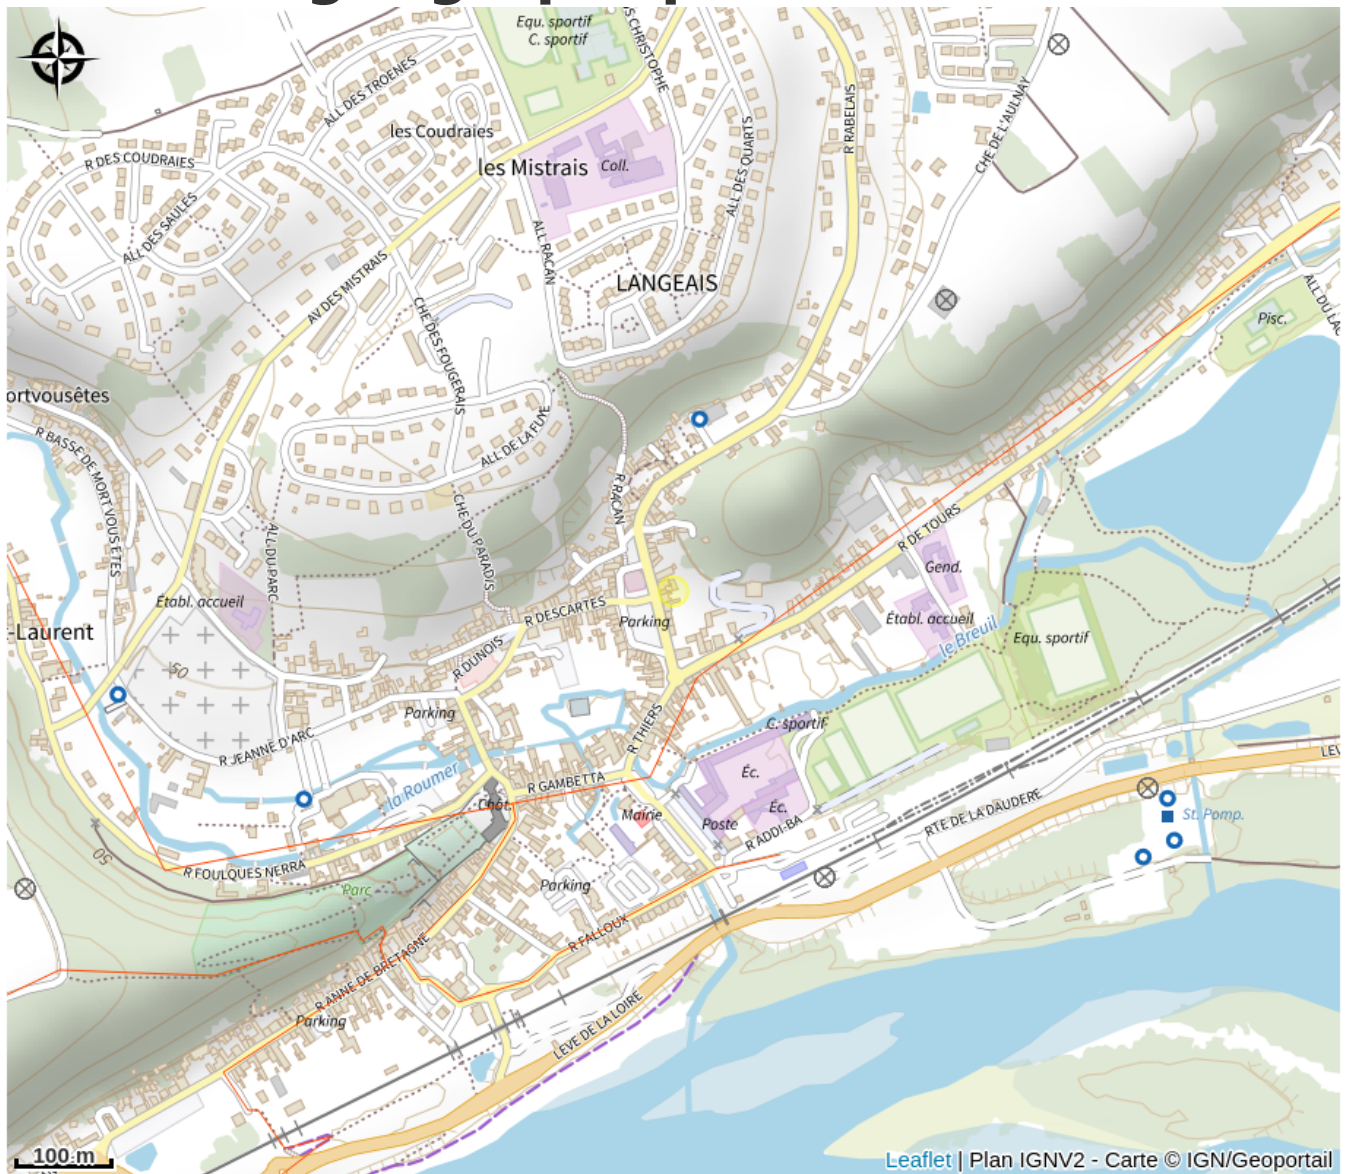 Equ. sportif
C. sportif
S CHRISTOPHE
ALL DES TROENES
les Coudraies
R RABELAIS
CHE DE L'AULNAY
R DES COUDRAIES
les Mistrais
Coll.
ALL DES QUARTS
ALL DES SAULES
ALL RACAN
AV DES MISTRAIS
LANGEAIS
CHE DES FOUGERAIS
ALL DU LAC
Pisc.
ortvousêtes
R BASSE DE MORT VOUS ETES
ALL DE LA FUYE
R RACAN
CHE DU PARADIS
ALL DU PARC
R DE TOURS
Gend.
Établ. accueil
R DESCARTES
Parking
Établ. accueil
-Laurent
le Breuil
Equ. sportif
50
R DUNOIS
Parking
R THIERS
C. sportif
R JEANNE D'ARC
la Roumer
R GAMBETTA
Éc.
LEV
Chât.
Mairie
Éc.
Poste
R ADDI-BA
RTE DE LA DAUDERE
St. Pomp.
50
R FOULQUES NERRA
Parc
Parking
R FALLOUX
R ANNE DE BRETAGNE
Parking
LEVE DE LA LOIRE
100 m
Leaflet | Plan IGNV2 - Carte © IGN/Geoportail